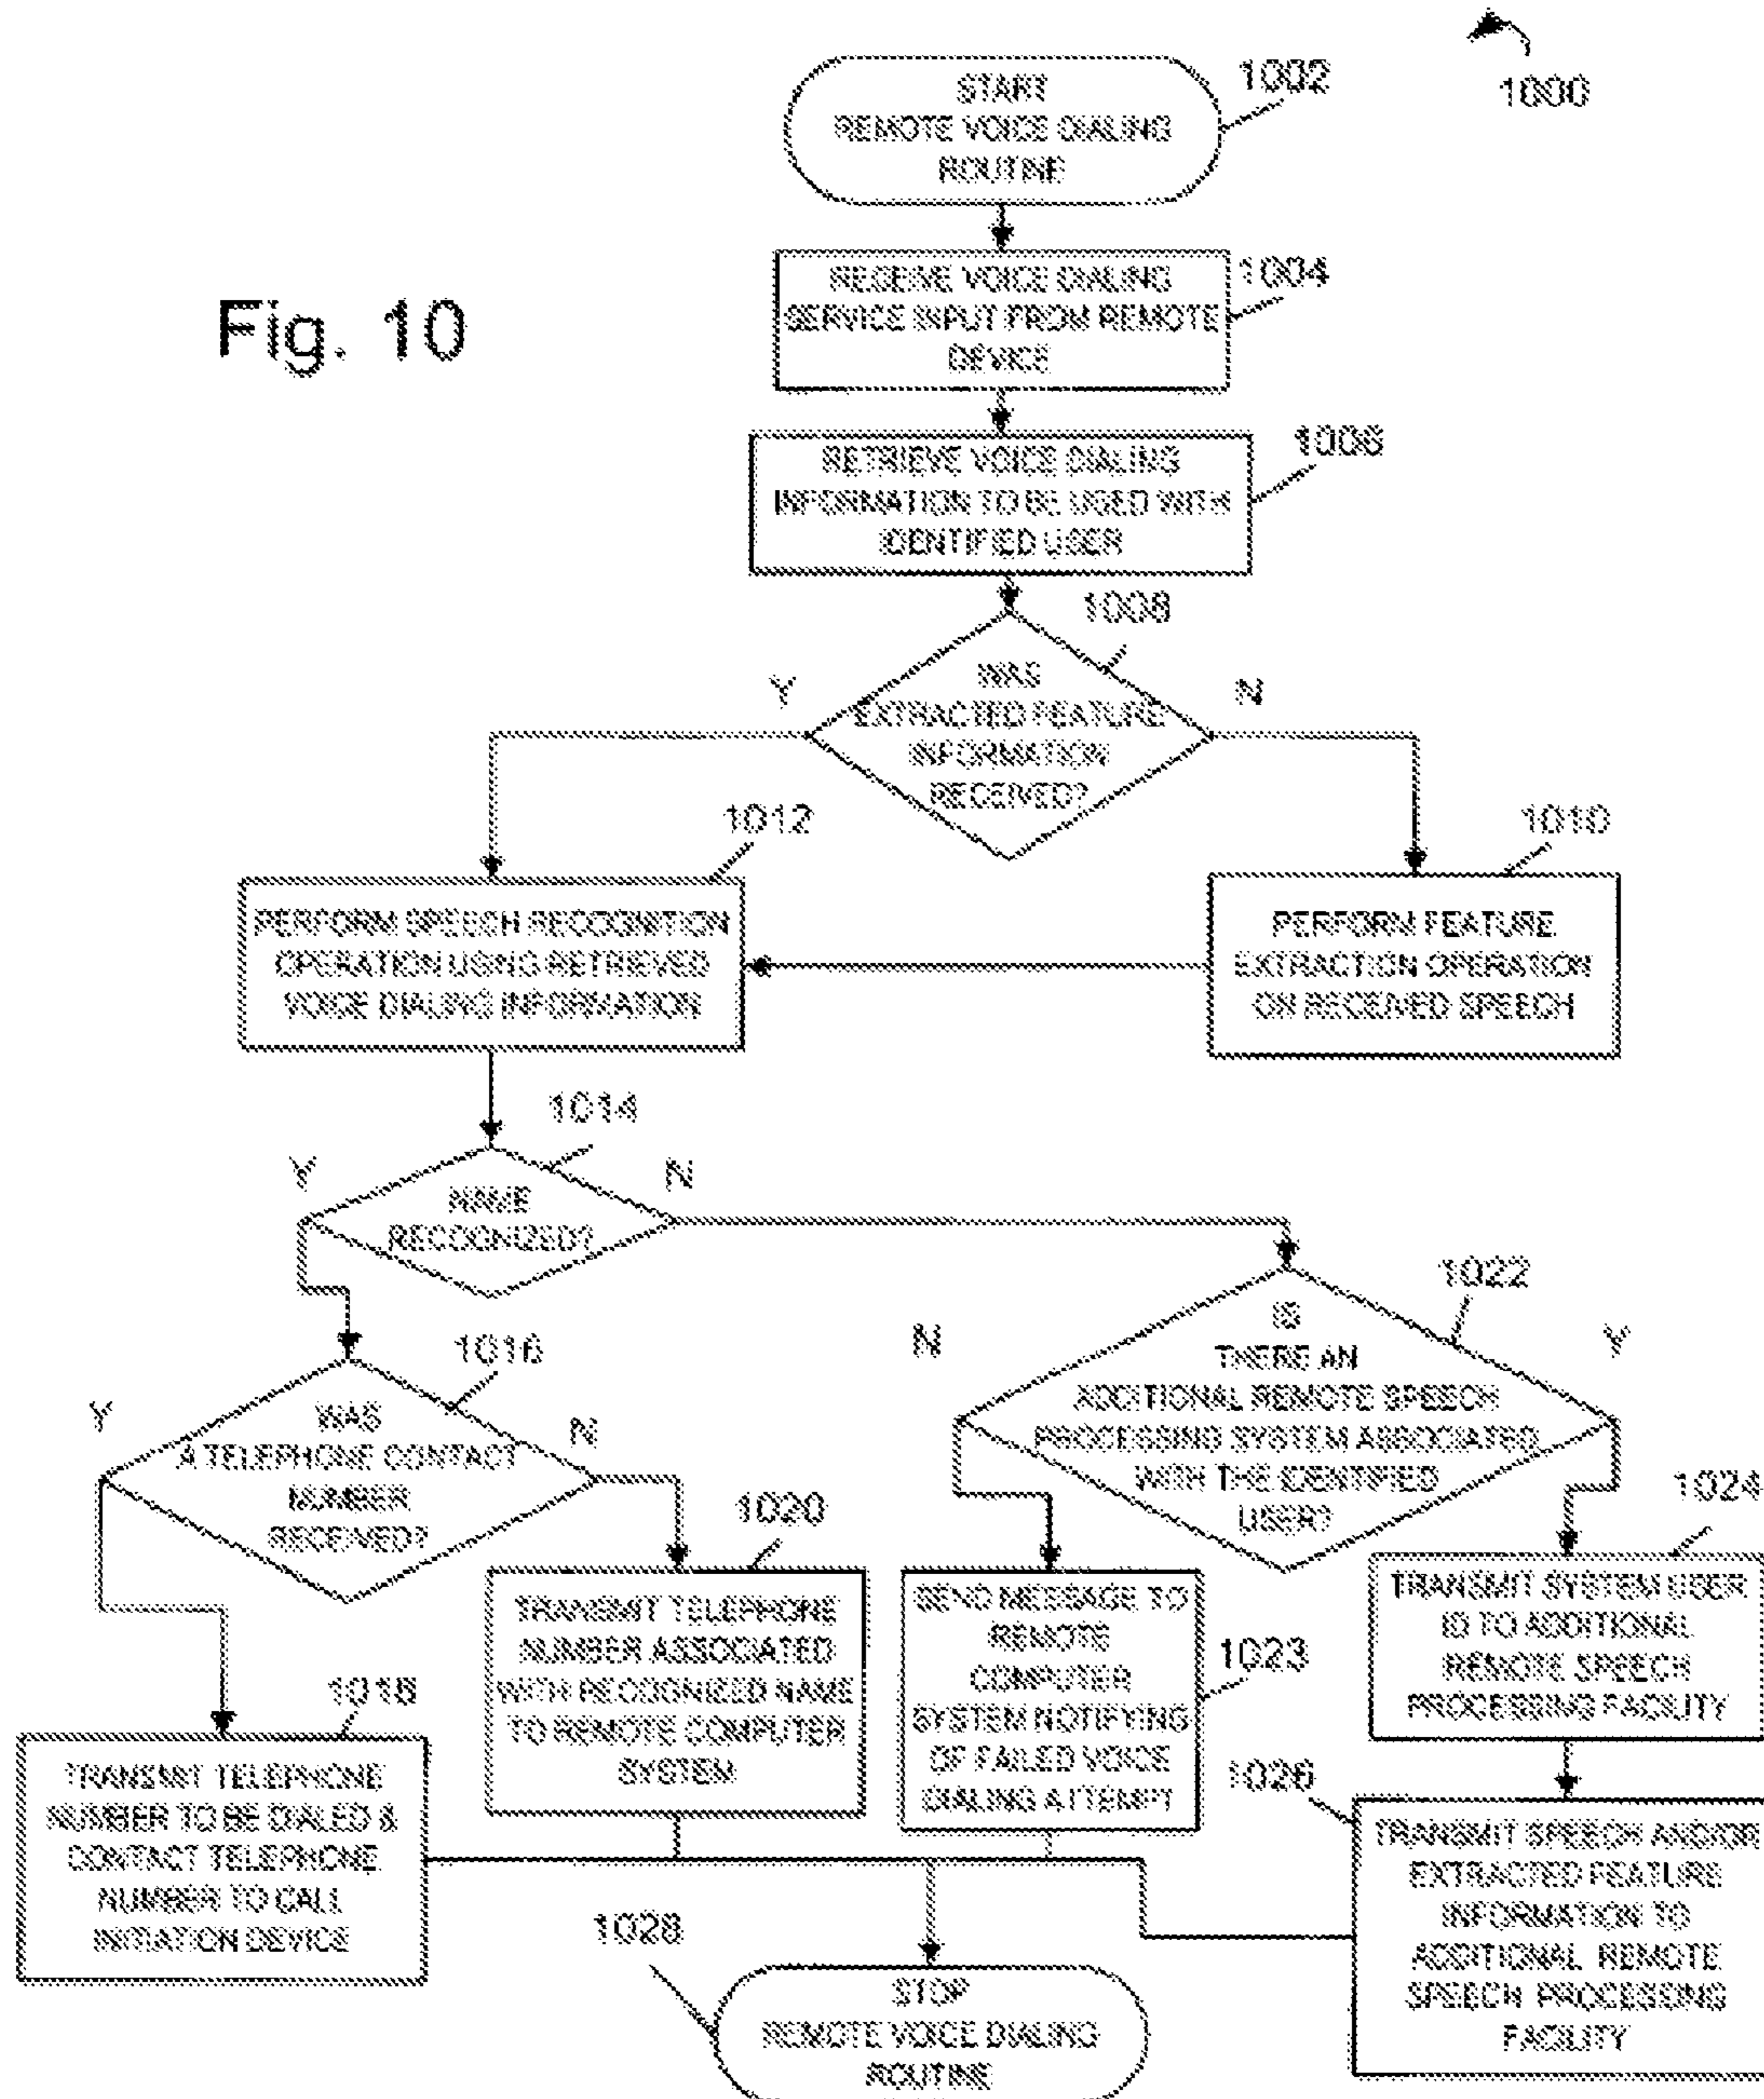 1000
START
REMOTE VOICE DIALING
ROUTINE
1002
Fig. 10
RECEIVE VOICE DIALING
SERVICE INPUT FROM REMOTE
DEVICE
1004
RETRIEVE VOICE DIALING
INFORMATION TO BE USED WITH
IDENTIFIED USER
1006
1008
WAS
EXTRACTED FEATURE
INFORMATION
RECEIVED?
Y
N
1012
PERFORM SPEECH RECOGNITION
OPERATION USING RETRIEVED
VOICE DIALING INFORMATION
1010
PERFORM FEATURE
EXTRACTION OPERATION
ON RECEIVED SPEECH
1014
Y
N
NAME
RECOGNIZED?
1016
Y
N
WAS
A TELEPHONE CONTACT
NUMBER
RECEIVED?
1022
N
Y
IS
THERE AN
ADDITIONAL REMOTE SPEECH
PROCESSING SYSTEM ASSOCIATED
WITH THE IDENTIFIED
USER?
1018
TRANSMIT TELEPHONE
NUMBER TO BE DIALED &
CONTACT TELEPHONE
NUMBER TO CALL
INITIATION DEVICE
1020
TRANSMIT TELEPHONE
NUMBER ASSOCIATED
WITH RECOGNIZED NAME
TO REMOTE COMPUTER
SYSTEM
1023
SEND MESSAGE TO
REMOTE
COMPUTER
SYSTEM NOTIFYING
OF FAILED VOICE
DIALING ATTEMPT
1024
TRANSMIT SYSTEM USER
ID TO ADDITIONAL
REMOTE SPEECH
PROCESSING FACILITY
1026
TRANSMIT SPEECH AND/OR
EXTRACTED FEATURE
INFORMATION TO
ADDITIONAL REMOTE
SPEECH PROCESSING
FACILITY
1028
STOP
REMOTE VOICE DIALING
ROUTINE